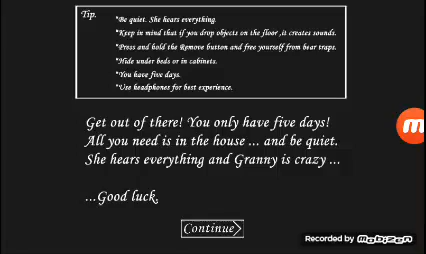 Tip.
*Be quiet. She hears everything.
*Keep in mind that if you drop objects on the floor ,it creates sounds.
*Press and hold the Remove button and free yourself from bear traps.
*Hide under beds or in cabinets.
*You have five days.
*Use headphones for best experience.
Get out of there! You only have five days!
All you need is in the house ... and be quiet.
She hears everything and Granny is crazy ...
...Good luck.
Continue
Recorded by Mobizen